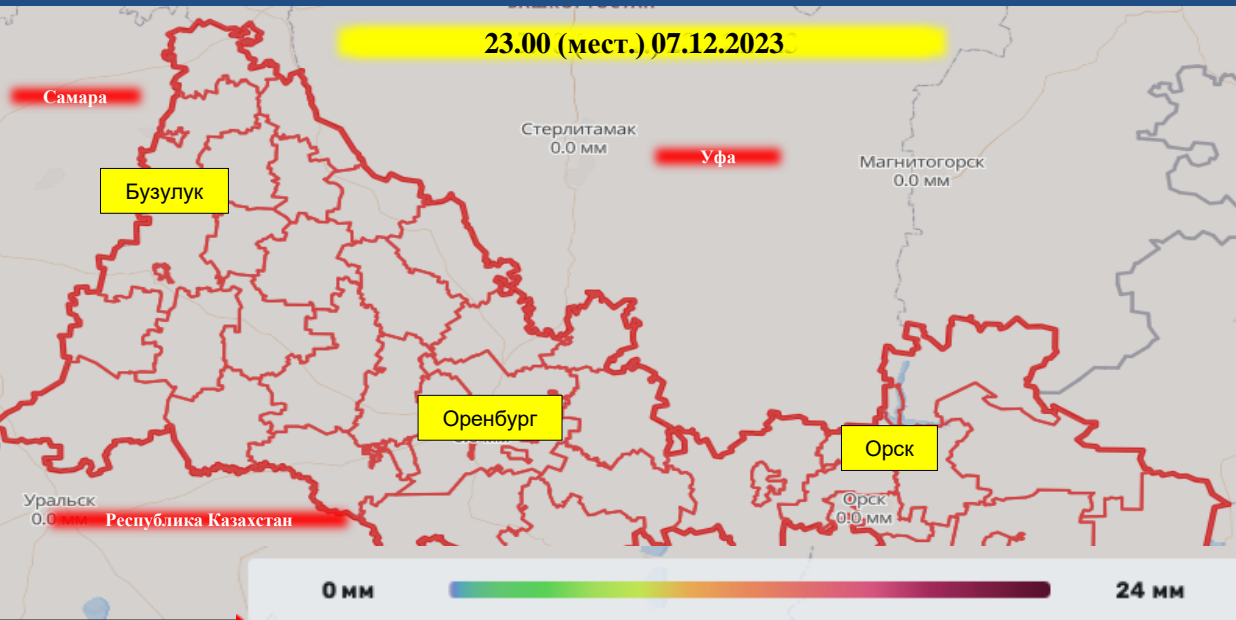 23.00 (мест.) 07.12.2023
Самара
Стерлитамак
0.0 мм
Уфа
Магнитогорск
0.0 мм
Бузулук
Оренбург
Орск
Уральск
0.0 мм
Республика Казахстан
Орск
0.0 мм
0 мм
24 мм